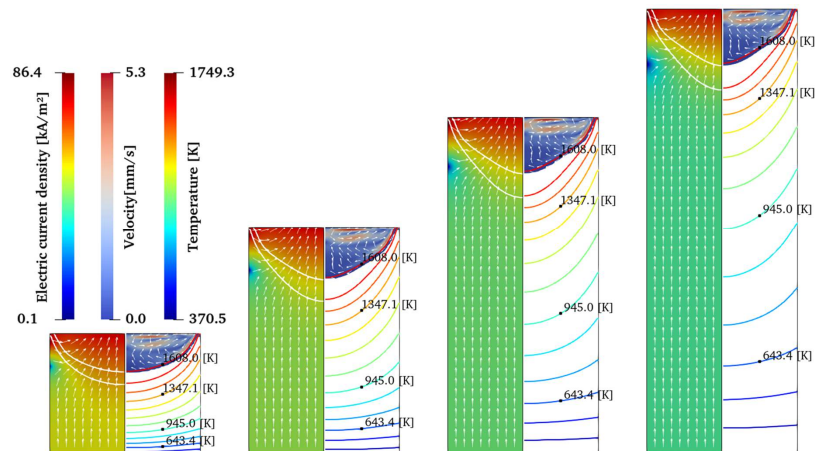 86.4
5.3
1749.3
Electric current density [kA/m²]
Velocity[mm/s]
Temperature [K]
0.1
0.0
370.5
1608.0 [K]
1347.1 [K]
945.0 [K]
643.4 [K]
1608.0 [K]
1347.1 [K]
945.0 [K]
643.4 [K]
1608.0 [K]
1347.1 [K]
945.0 [K]
643.4 [K]
1608.0 [K]
1347.1 [K]
945.0 [K]
643.4 [K]